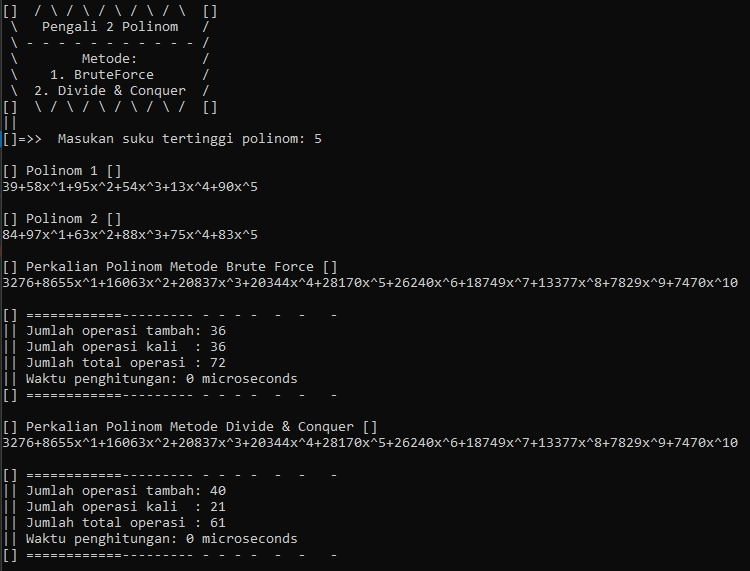 []  / \ / \ / \ / \ / \  []
 \   Pengali 2 Polinom   /
 \ - - - - - - - - - - - /
 \        Metode:        /
 \    1. BruteForce      /
 \  2. Divide & Conquer  /
[]  \ / \ / \ / \ / \ /  []
||
[]=>>  Masukan suku tertinggi polinom: 5

[] Polinom 1 []
39+58x^1+95x^2+54x^3+13x^4+90x^5

[] Polinom 2 []
84+97x^1+63x^2+88x^3+75x^4+83x^5

[] Perkalian Polinom Metode Brute Force []
3276+8655x^1+16063x^2+20837x^3+20344x^4+28170x^5+26240x^6+18749x^7+13377x^8+7829x^9+7470x^10

[] ============--------- - - - -  -   -   -
|| Jumlah operasi tambah: 36
|| Jumlah operasi kali  : 36
|| Jumlah total operasi : 72
|| Waktu penghitungan: 0 microseconds
[] ============--------- - - - -  -   -   -

[] Perkalian Polinom Metode Divide & Conquer []
3276+8655x^1+16063x^2+20837x^3+20344x^4+28170x^5+26240x^6+18749x^7+13377x^8+7829x^9+7470x^10

[] ============--------- - - - -  -   -   -
|| Jumlah operasi tambah: 40
|| Jumlah operasi kali  : 21
|| Jumlah total operasi : 61
|| Waktu penghitungan: 0 microseconds
[] ============--------- - - - -  -   -   -